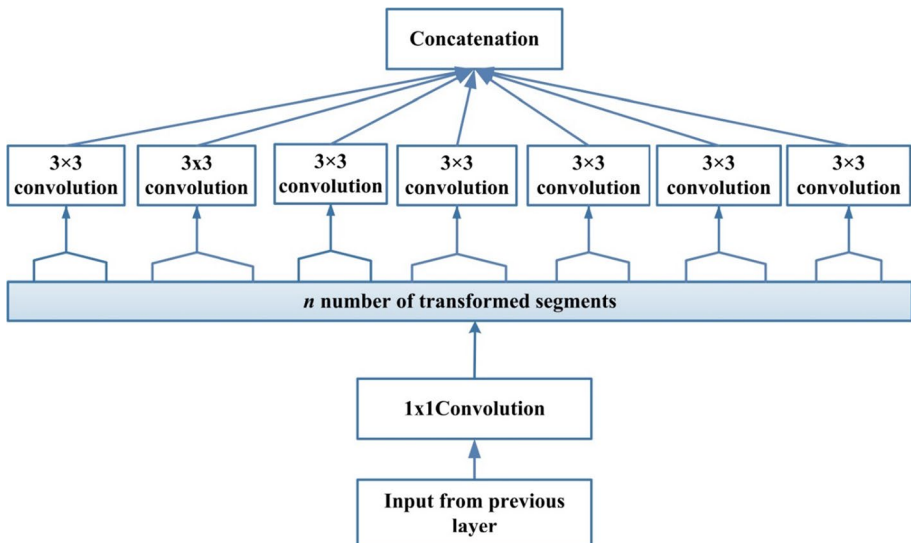 Concatenation
3×3
convolution
3x3
convolution
3×3
convolution
3×3
convolution
3×3
convolution
3×3
convolution
3×3
convolution
n number of transformed segments
1x1Convolution
Input from previous
layer